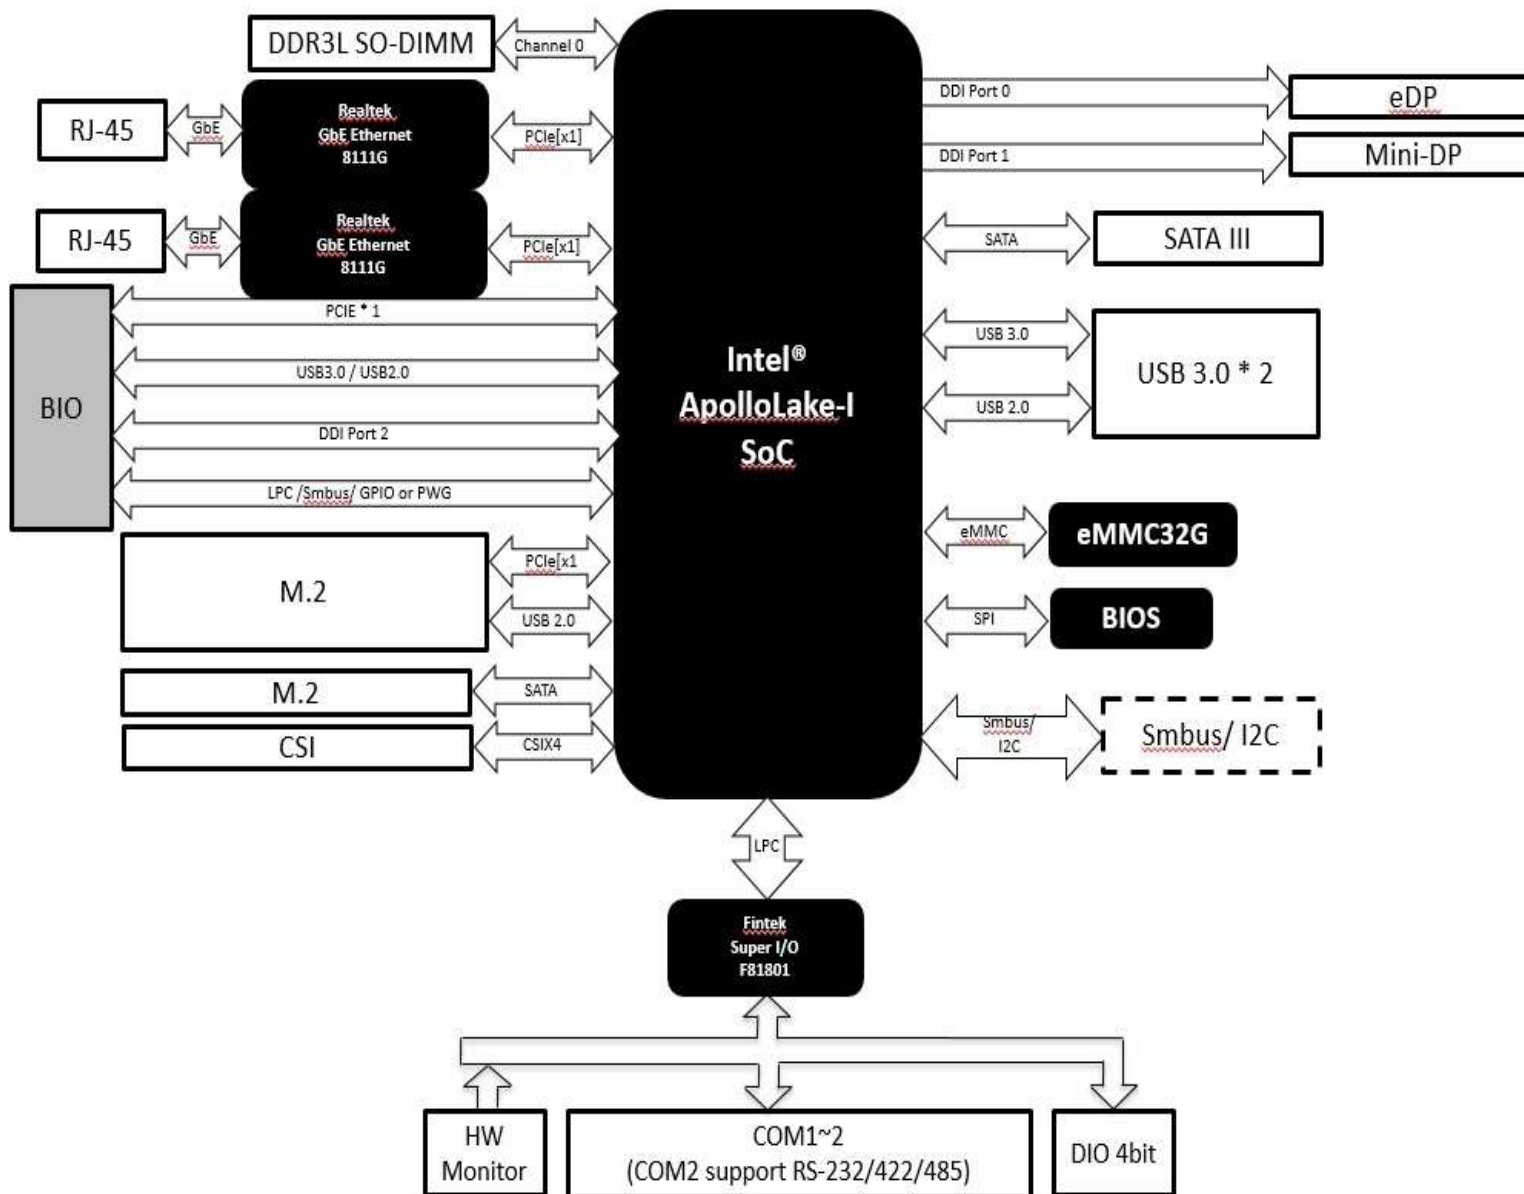 DDR3L SO-DIMM
Channel 0
DDI Port 0
eDP
RJ-45
GbE
Realtek
GbE Ethernet
8111G
PCIe[x1]
DDI Port 1
Mini-DP
RJ-45
GbE
Realtek
GbE Ethernet
8111G
PCIe[x1]
SATA
SATA III
BIO
PCIE * 1
USB3.0 / USB2.0
DDI Port 2
LPC /Smbus/ GPIO or PWG
Intel®
ApolloLake-I
SoC
USB 3.0
USB 2.0
USB 3.0 * 2
M.2
PCIe[x1
USB 2.0
eMMC
eMMC32G
SPI
BIOS
M.2
SATA
CSI
CSIX4
Smbus/
I2C
Smbus/ I2C
LPC
Fintek
Super I/O
F81801
HW
Monitor
COM1~2
(COM2 support RS-232/422/485)
DIO 4bit